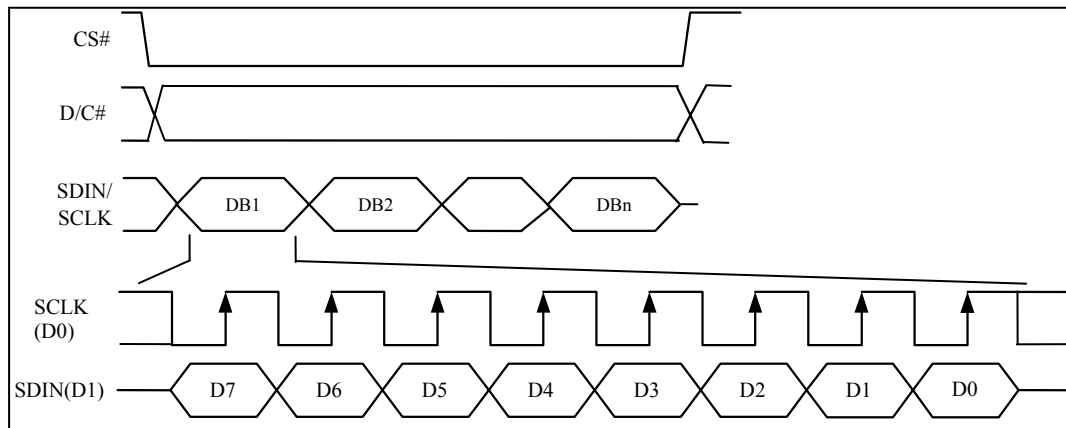 CS#
D/C#
SDIN/
SCLK
DB1 DB2 DBn
SCLK
(D0)
SDIN(D1) D7 D6 D5 D4 D3 D2 D1 D0